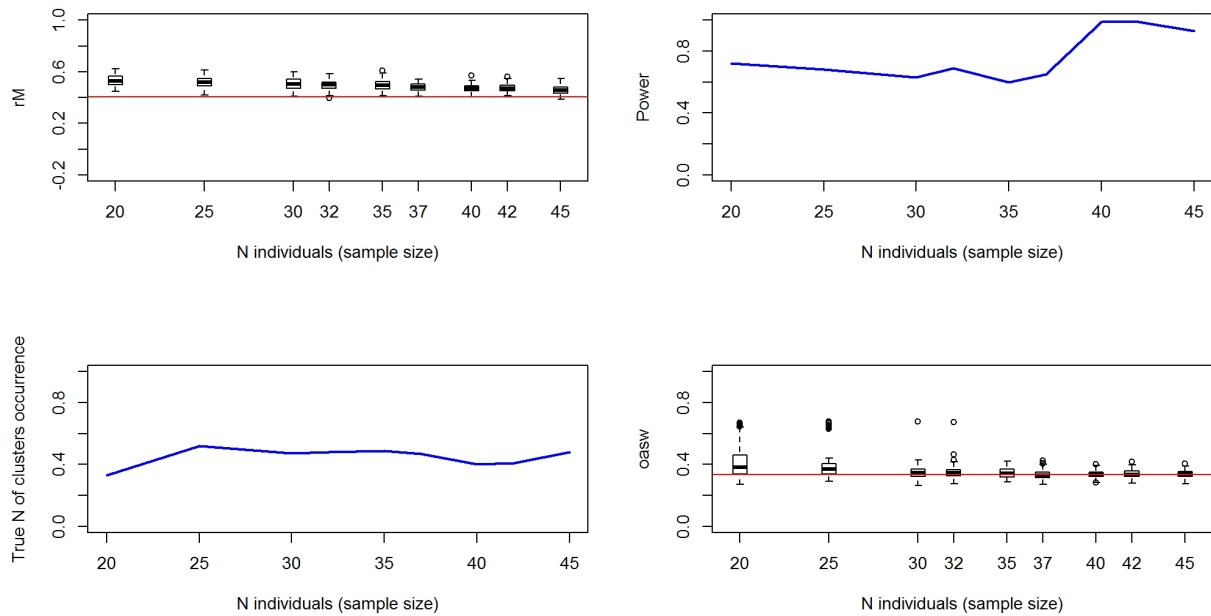 rM
1.0
0.6
0.2
-0.2
20 25 30 32 35 37 40 42 45
N individuals (sample size)
Power
0.8
0.4
0.0
20 25 30 35 40 45
N individuals (sample size)
True N of clusters occurrence
0.8
0.4
0.0
20 25 30 35 40 45
N individuals (sample size)
oasw
0.8
0.4
0.0
20 25 30 32 35 37 40 42 45
N individuals (sample size)